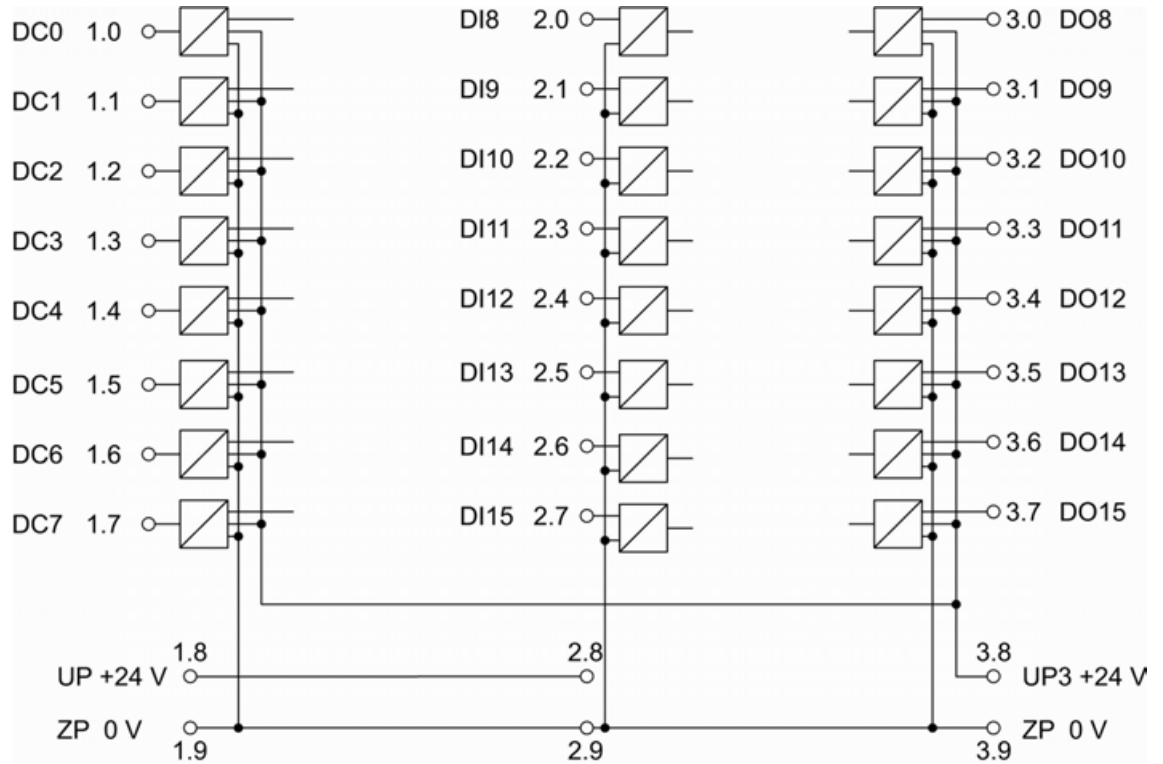 DC0 1.0 DI8 2.0 3.0 DO8
DC1 1.1 DI9 2.1 3.1 DO9
DC2 1.2 DI10 2.2 3.2 DO10
DC3 1.3 DI11 2.3 3.3 DO11
DC4 1.4 DI12 2.4 3.4 DO12
DC5 1.5 DI13 2.5 3.5 DO13
DC6 1.6 DI14 2.6 3.6 DO14
DC7 1.7 DI15 2.7 3.7 DO15
1.8 2.8 3.8
UP +24 V UP3 +24 V
ZP 0 V ZP 0 V
1.9 2.9 3.9